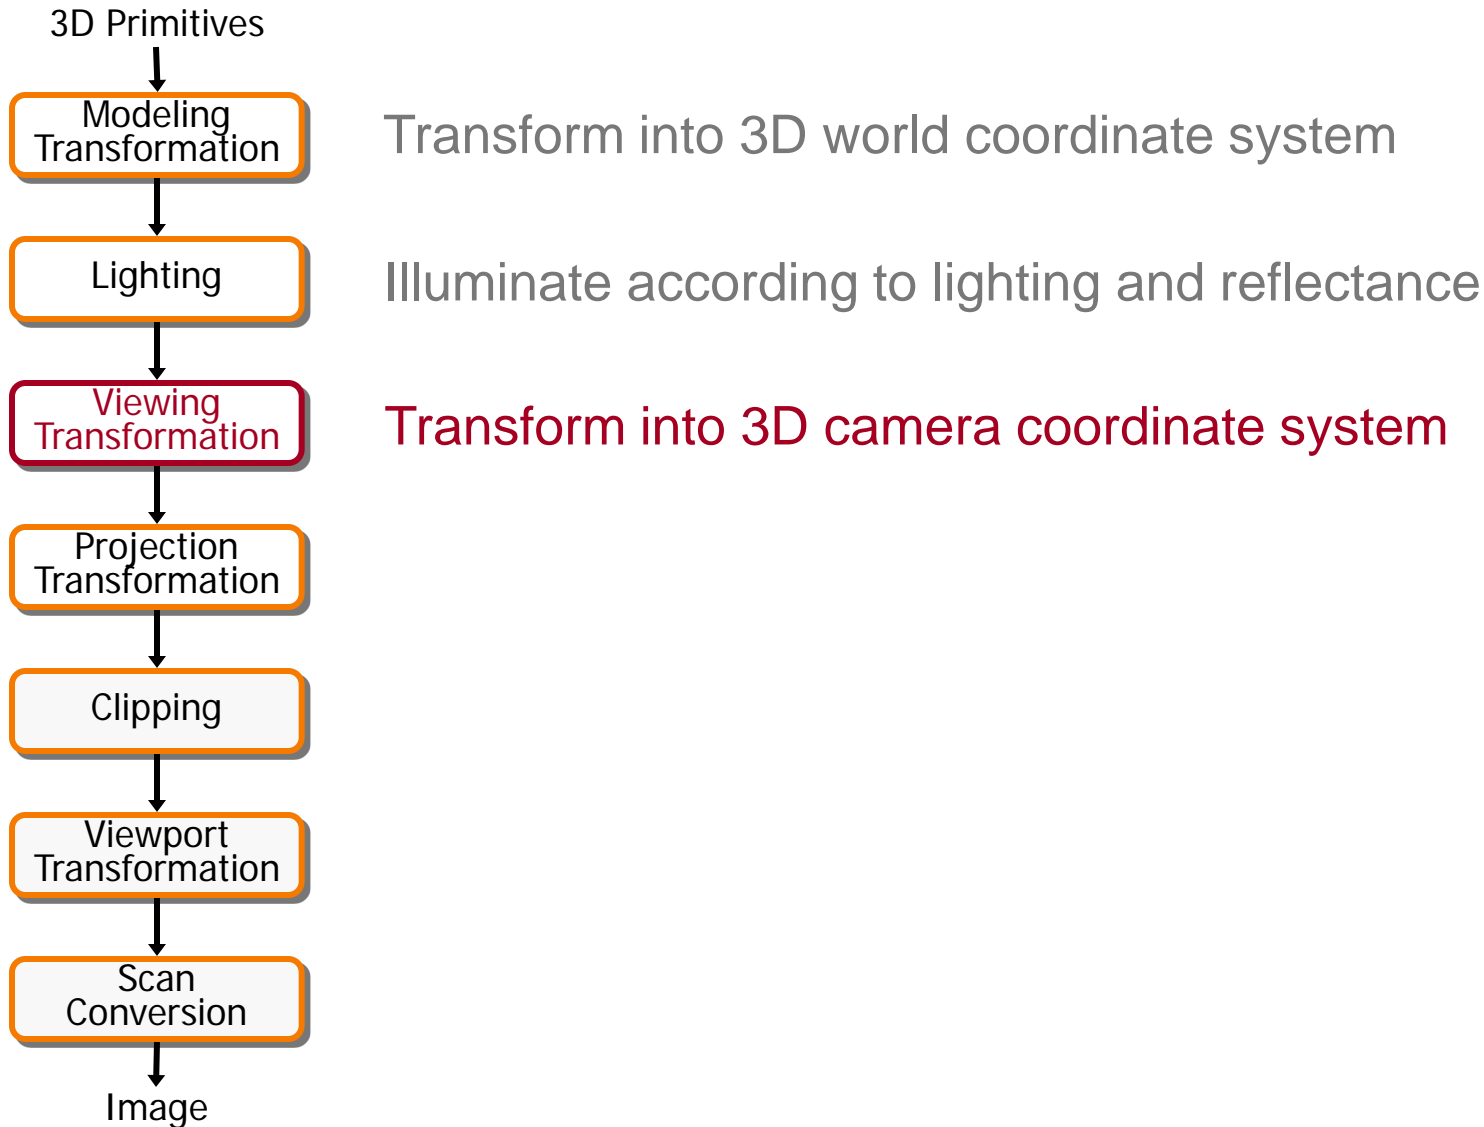 3D Primitives
Modeling
Transformation
Transform into 3D world coordinate system
Lighting
Illuminate according to lighting and reflectance
Viewing
Transformation
Transform into 3D camera coordinate system
Projection
Transformation
Clipping
Viewport
Transformation
Scan
Conversion
Image